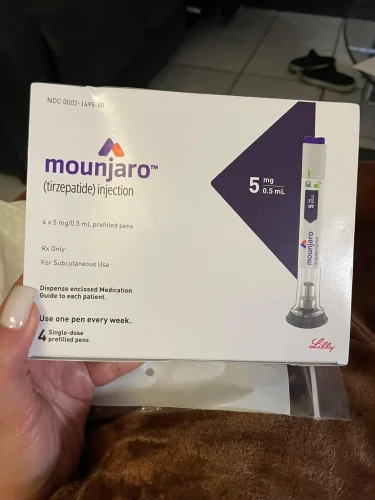 NDC 0002-1495-80
mounjaro™
(tirzepatide) injection
4 x 5 mg/0.5 mL prefilled pens
Rx Only
For Subcutaneous Use
Dispense enclosed Medication
Guide to each patient.
Use one pen every week.
4 Single-dose
prefilled pens
5 mg
0.5 mL
5 mg
mounjaro
Lilly